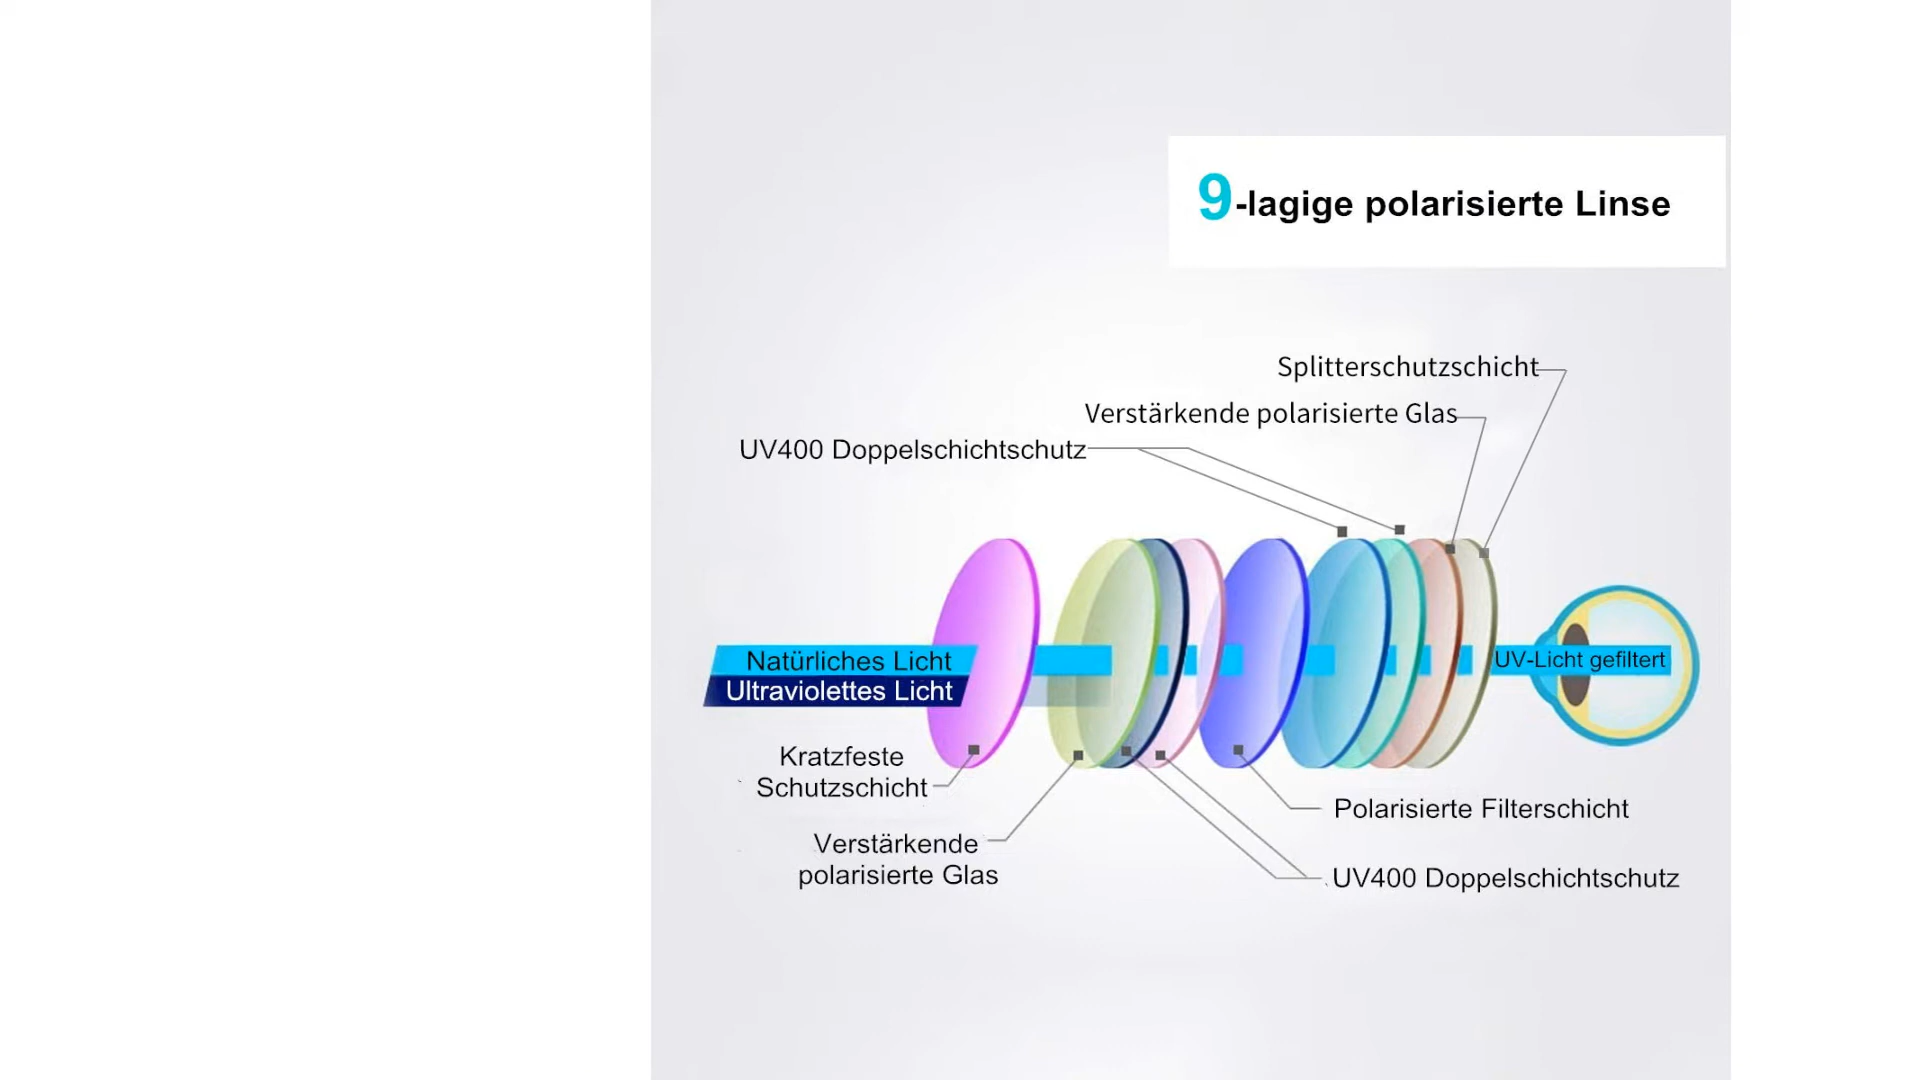 9-lagige polarisierte Linse
Splitterschutzschicht
Verstärkende polarisierte Glas
UV400 Doppelschichtschutz
Natürliches Licht
Ultraviolettes Licht
UV-Licht gefiltert
Kratzfeste
Schutzschicht
Polarisierte Filterschicht
Verstärkende
polarisierte Glas
UV400 Doppelschichtschutz